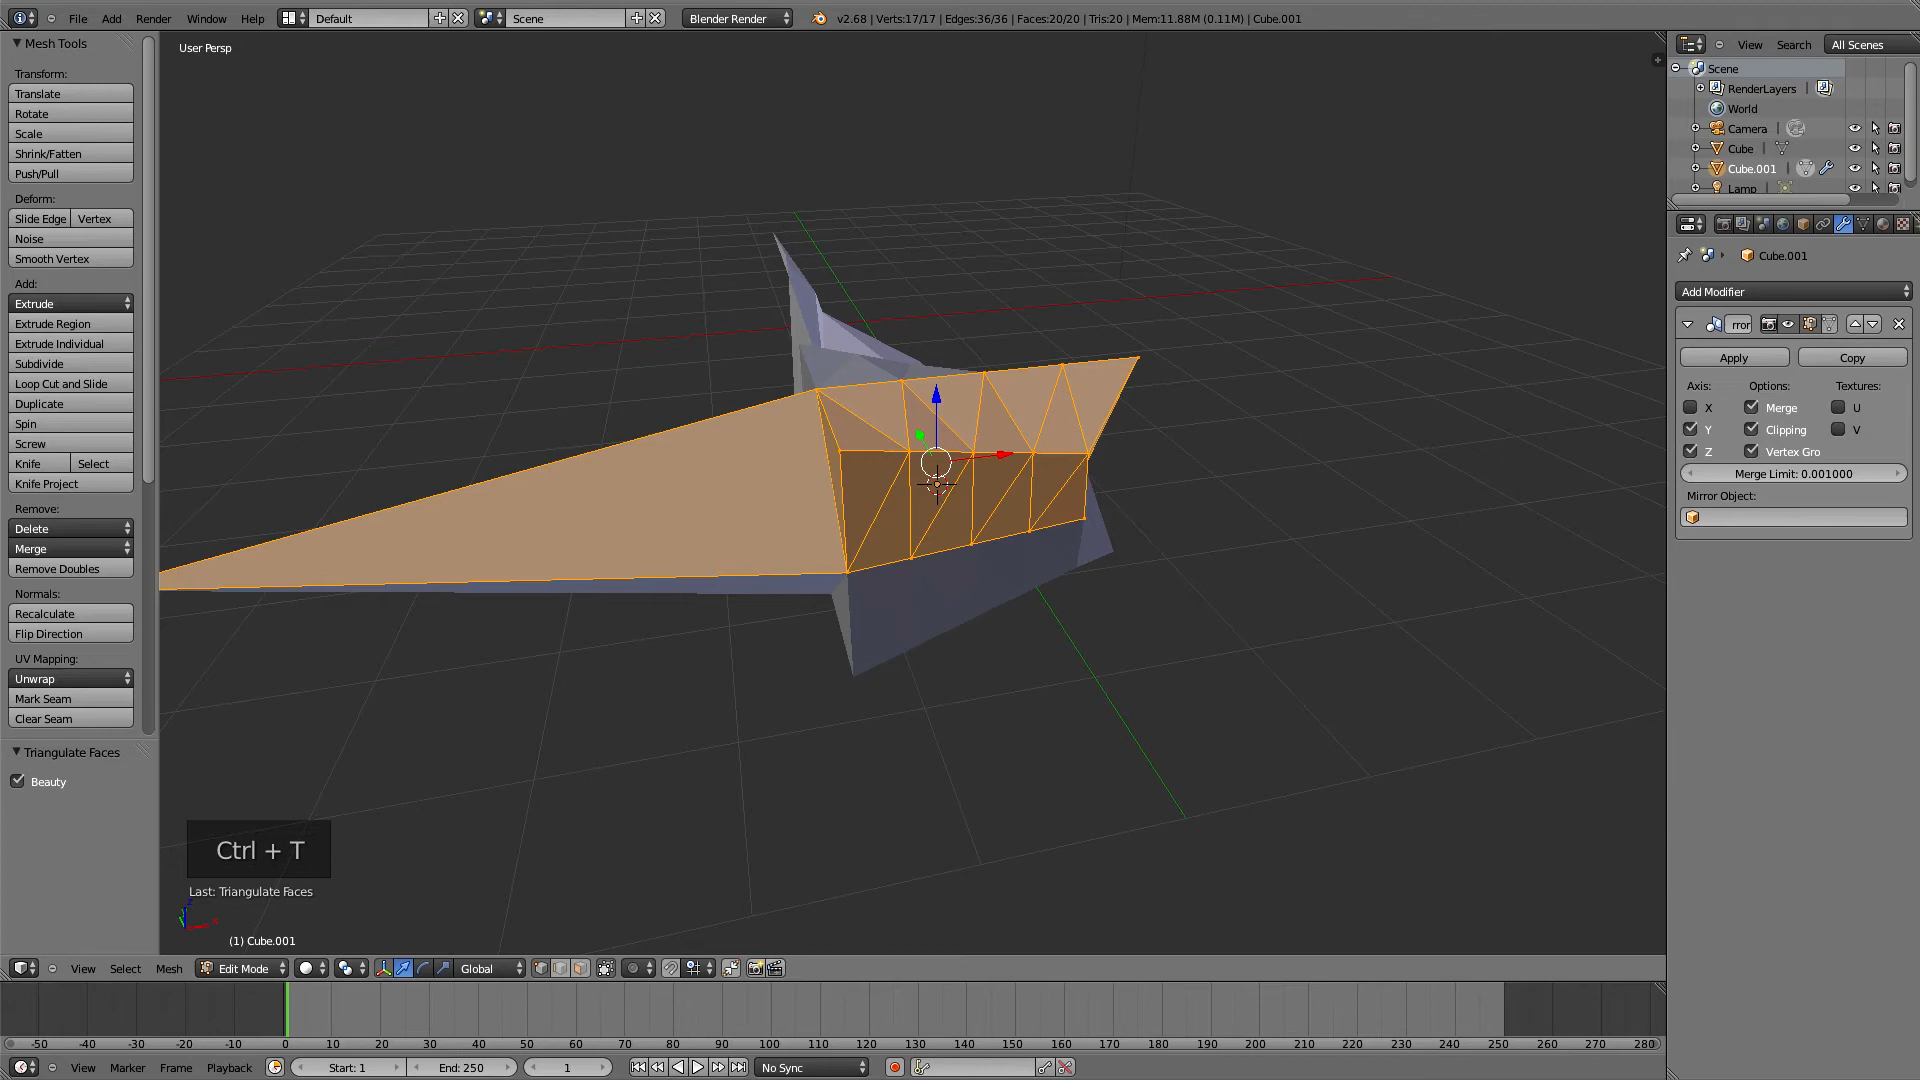 File Add Render Window Help Default Scene Blender Render v2.68 | Verts:17/17 | Edges:36/36 | Faces:20/20 | Tris:20 | Mem:11.88M (0.11M) | Cube.001
Mesh Tools
Transform:
Translate
Rotate
Scale
Shrink/Fatten
Push/Pull
Deform:
Slide Edge Vertex
Noise
Smooth Vertex
Add:
Extrude
Extrude Region
Extrude Individual
Subdivide
Loop Cut and Slide
Duplicate
Spin
Screw
Knife Select
Knife Project
Remove:
Delete
Merge
Remove Doubles
Normals:
Recalculate
Flip Direction
UV Mapping:
Unwrap
Mark Seam
Clear Seam
Triangulate Faces
Beauty
User Persp
Ctrl + T
Last: Triangulate Faces
z
x
(1) Cube.001
View Search All Scenes
Scene
RenderLayers
World
Camera
Cube
Cube.001
Lamp
Cube.001
Add Modifier
rror
Apply Copy
Axis: Options: Textures:
X Merge U
Y Clipping V
Z Vertex Gro
Merge Limit: 0.001000
Mirror Object:
View Select Mesh Edit Mode Global
-50 -40 -30 -20 -10 0 10 20 30 40 50 60 70 80 90 100 110 120 130 140 150 160 170 180 190 200 210 220 230 240 250 260 270 280
View Marker Frame Playback Start: 1 End: 250 1 No Sync